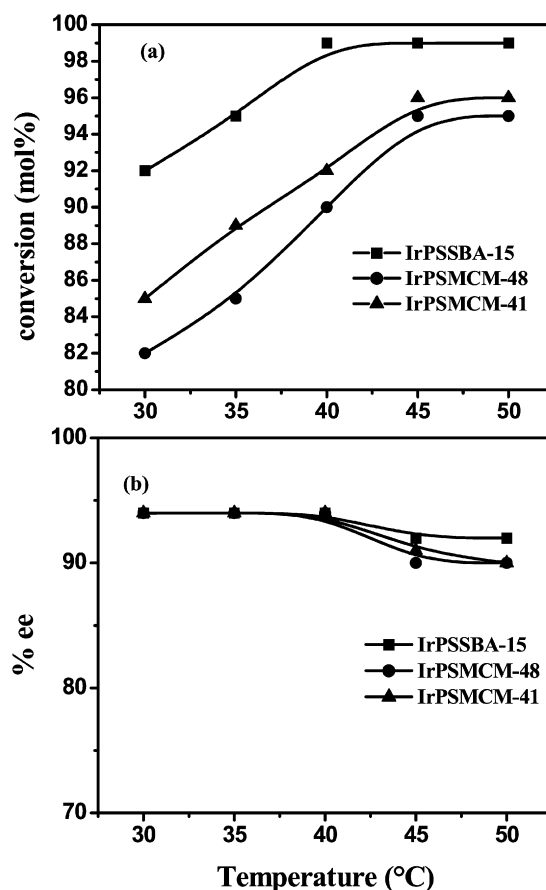 100
98
96
94
92
90
88
86
84
82
80
conversion (mol%)
(a)
IrPSSBA-15
IrPSMCM-48
IrPSMCM-41
30 35 40 45 50
100
90
80
70
% ee
(b)
IrPSSBA-15
IrPSMCM-48
IrPSMCM-41
30 35 40 45 50
Temperature (°C)